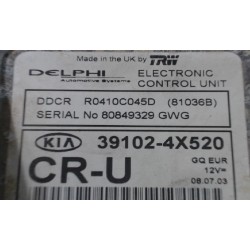 Made in the UK by TRW
DELPHI ELECTRONIC
Automotive Systems CONTROL UNIT
DDCR R0410C045D (81036B)
SERIAL No 80849329 GWG
KIA 39102-4X520
CR-U GQ EUR
12V=
08.07.03